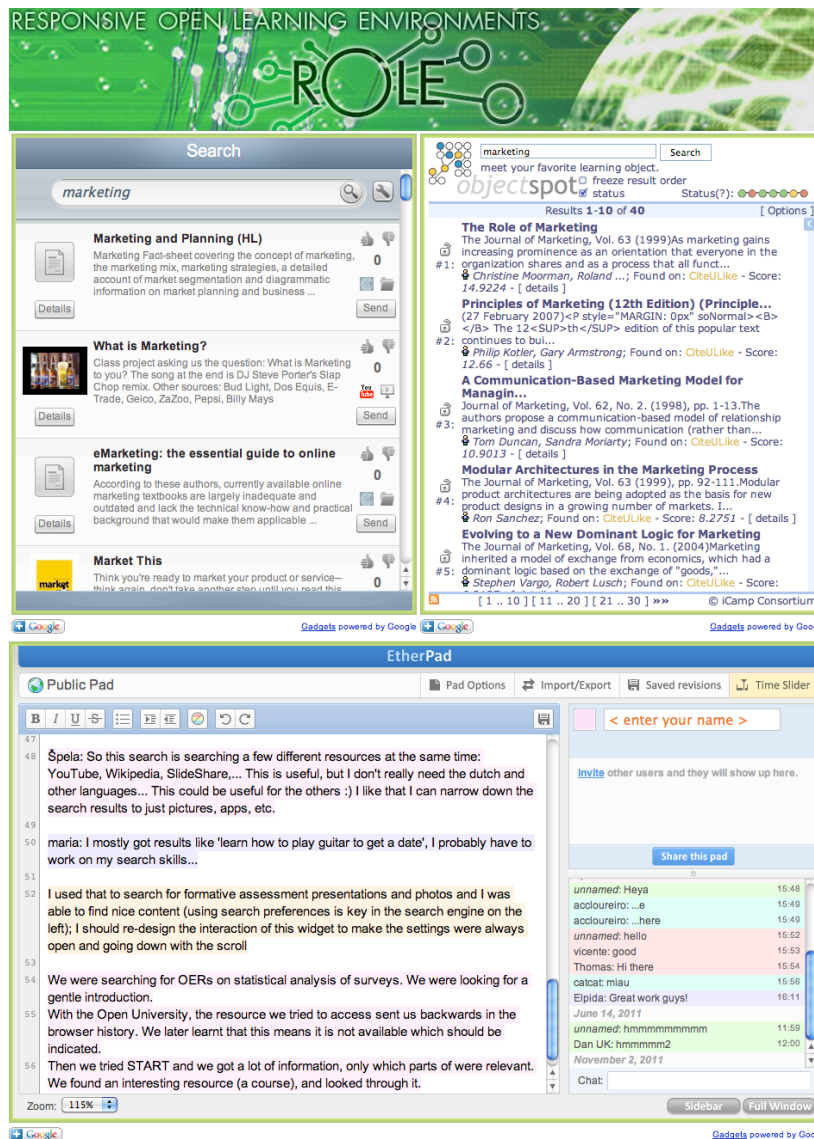 RESPONSIVE OPEN LEARNING ENVIRONMENTS
ROLE
Search
marketing
Marketing and Planning (HL)
Marketing Fact-sheet covering the concept of marketing,
the marketing mix, marketing strategies, a detailed
account of market segmentation and diagrammatic
information on market planning and business ...
0
Details
Send
What is Marketing?
Class project asking us the question: What is Marketing
to you? The song at the end is DJ Steve Porter's Slap
Chop remix. Other sources: Bud Light, Dos Equis, E-
Trade, Geico, ZaZoo, Pepsi, Billy Mays
0
You Tube
Details
Send
eMarketing: the essential guide to online
marketing
According to these authors, currently available online
marketing textbooks are largely inadequate and
outdated and lack the technical know-how and practical
background that would make them applicable ...
0
Details
Send
Market This
Think you're ready to market your product or service--
think again, don't take another step until you read this
market
0
Google
Gadgets powered by Google
marketing
Search
meet your favorite learning object.
objectspot
freeze result order
status
Status(?):
Results 1-10 of 40
[ Options ]
The Role of Marketing
The Journal of Marketing, Vol. 63 (1999)As marketing gains
increasing prominence as an orientation that everyone in the
#1: organization shares and as a process that all funct...
Christine Moorman, Roland ...; Found on: CiteULike - Score:
14.9224 - [ details ]
Principles of Marketing (12th Edition) (Principle...
(27 February 2007)<P style="MARGIN: 0px" soNormal><B>
</B> The 12<SUP>th</SUP> edition of this popular text
#2: continues to bui...
Philip Kotler, Gary Armstrong; Found on: CiteULike - Score:
12.66 - [ details ]
A Communication-Based Marketing Model for
Managin...
Journal of Marketing, Vol. 62, No. 2. (1998), pp. 1-13.The
authors propose a communication-based model of relationship
#3: marketing and discuss how communication (rather than...
Tom Duncan, Sandra Moriarty; Found on: CiteULike - Score:
10.9013 - [ details ]
Modular Architectures in the Marketing Process
The Journal of Marketing, Vol. 63 (1999), pp. 92-111.Modular
product architectures are being adopted as the basis for new
#4: product designs in a growing number of markets. I...
Ron Sanchez; Found on: CiteULike - Score: 8.2751 - [ details ]
Evolving to a New Dominant Logic for Marketing
The Journal of Marketing, Vol. 68, No. 1. (2004)Marketing
inherited a model of exchange from economics, which had a
#5: dominant logic based on the exchange of "goods,"...
Stephen Vargo, Robert Lusch; Found on: CiteULike - Score:
[ 1 .. 10 ] [ 11 .. 20 ] [ 21 .. 30 ] »»
© iCamp Consortium
Google
Gadgets powered by Goo
EtherPad
Public Pad
Pad Options
Import/Export
Saved revisions
Time Slider
B I U S
47
48 Špela: So this search is searching a few different resources at the same time:
YouTube, Wikipedia, SlideShare,... This is useful, but I don't really need the dutch and
other languages... This could be useful for the others :) I like that I can narrow down the
search results to just pictures, apps, etc.
49
50 maria: I mostly got results like 'learn how to play guitar to get a date', I probably have to
work on my search skills...
51
52 I used that to search for formative assessment presentations and photos and I was
able to find nice content (using search preferences is key in the search engine on the
left); I should re-design the interaction of this widget to make the settings were always
open and going down with the scroll
53
54 We were searching for OERs on statistical analysis of surveys. We were looking for a
gentle introduction.
55 With the Open University, the resource we tried to access sent us backwards in the
browser history. We later learnt that this means it is not available which should be
indicated.
56 Then we tried START and we got a lot of information, only which parts of were relevant.
We found an interesting resource (a course), and looked through it.
Zoom: 115%
< enter your name >
Invite other users and they will show up here.
Share this pad
unnamed: Heya 15:48
accloureiro: ...e 15:49
accloureiro: ...here 15:49
unnamed: hello 15:52
vicente: good 15:53
Thomas: Hi there 15:54
catcat: miau 15:56
Elpida: Great work guys! 16:11
June 14, 2011
unnamed: hmmmmmmmmm 11:59
Dan UK: hmmmmm2 12:00
November 2, 2011
Chat:
Sidebar
Full Window
Google
Gadgets powered by Goo